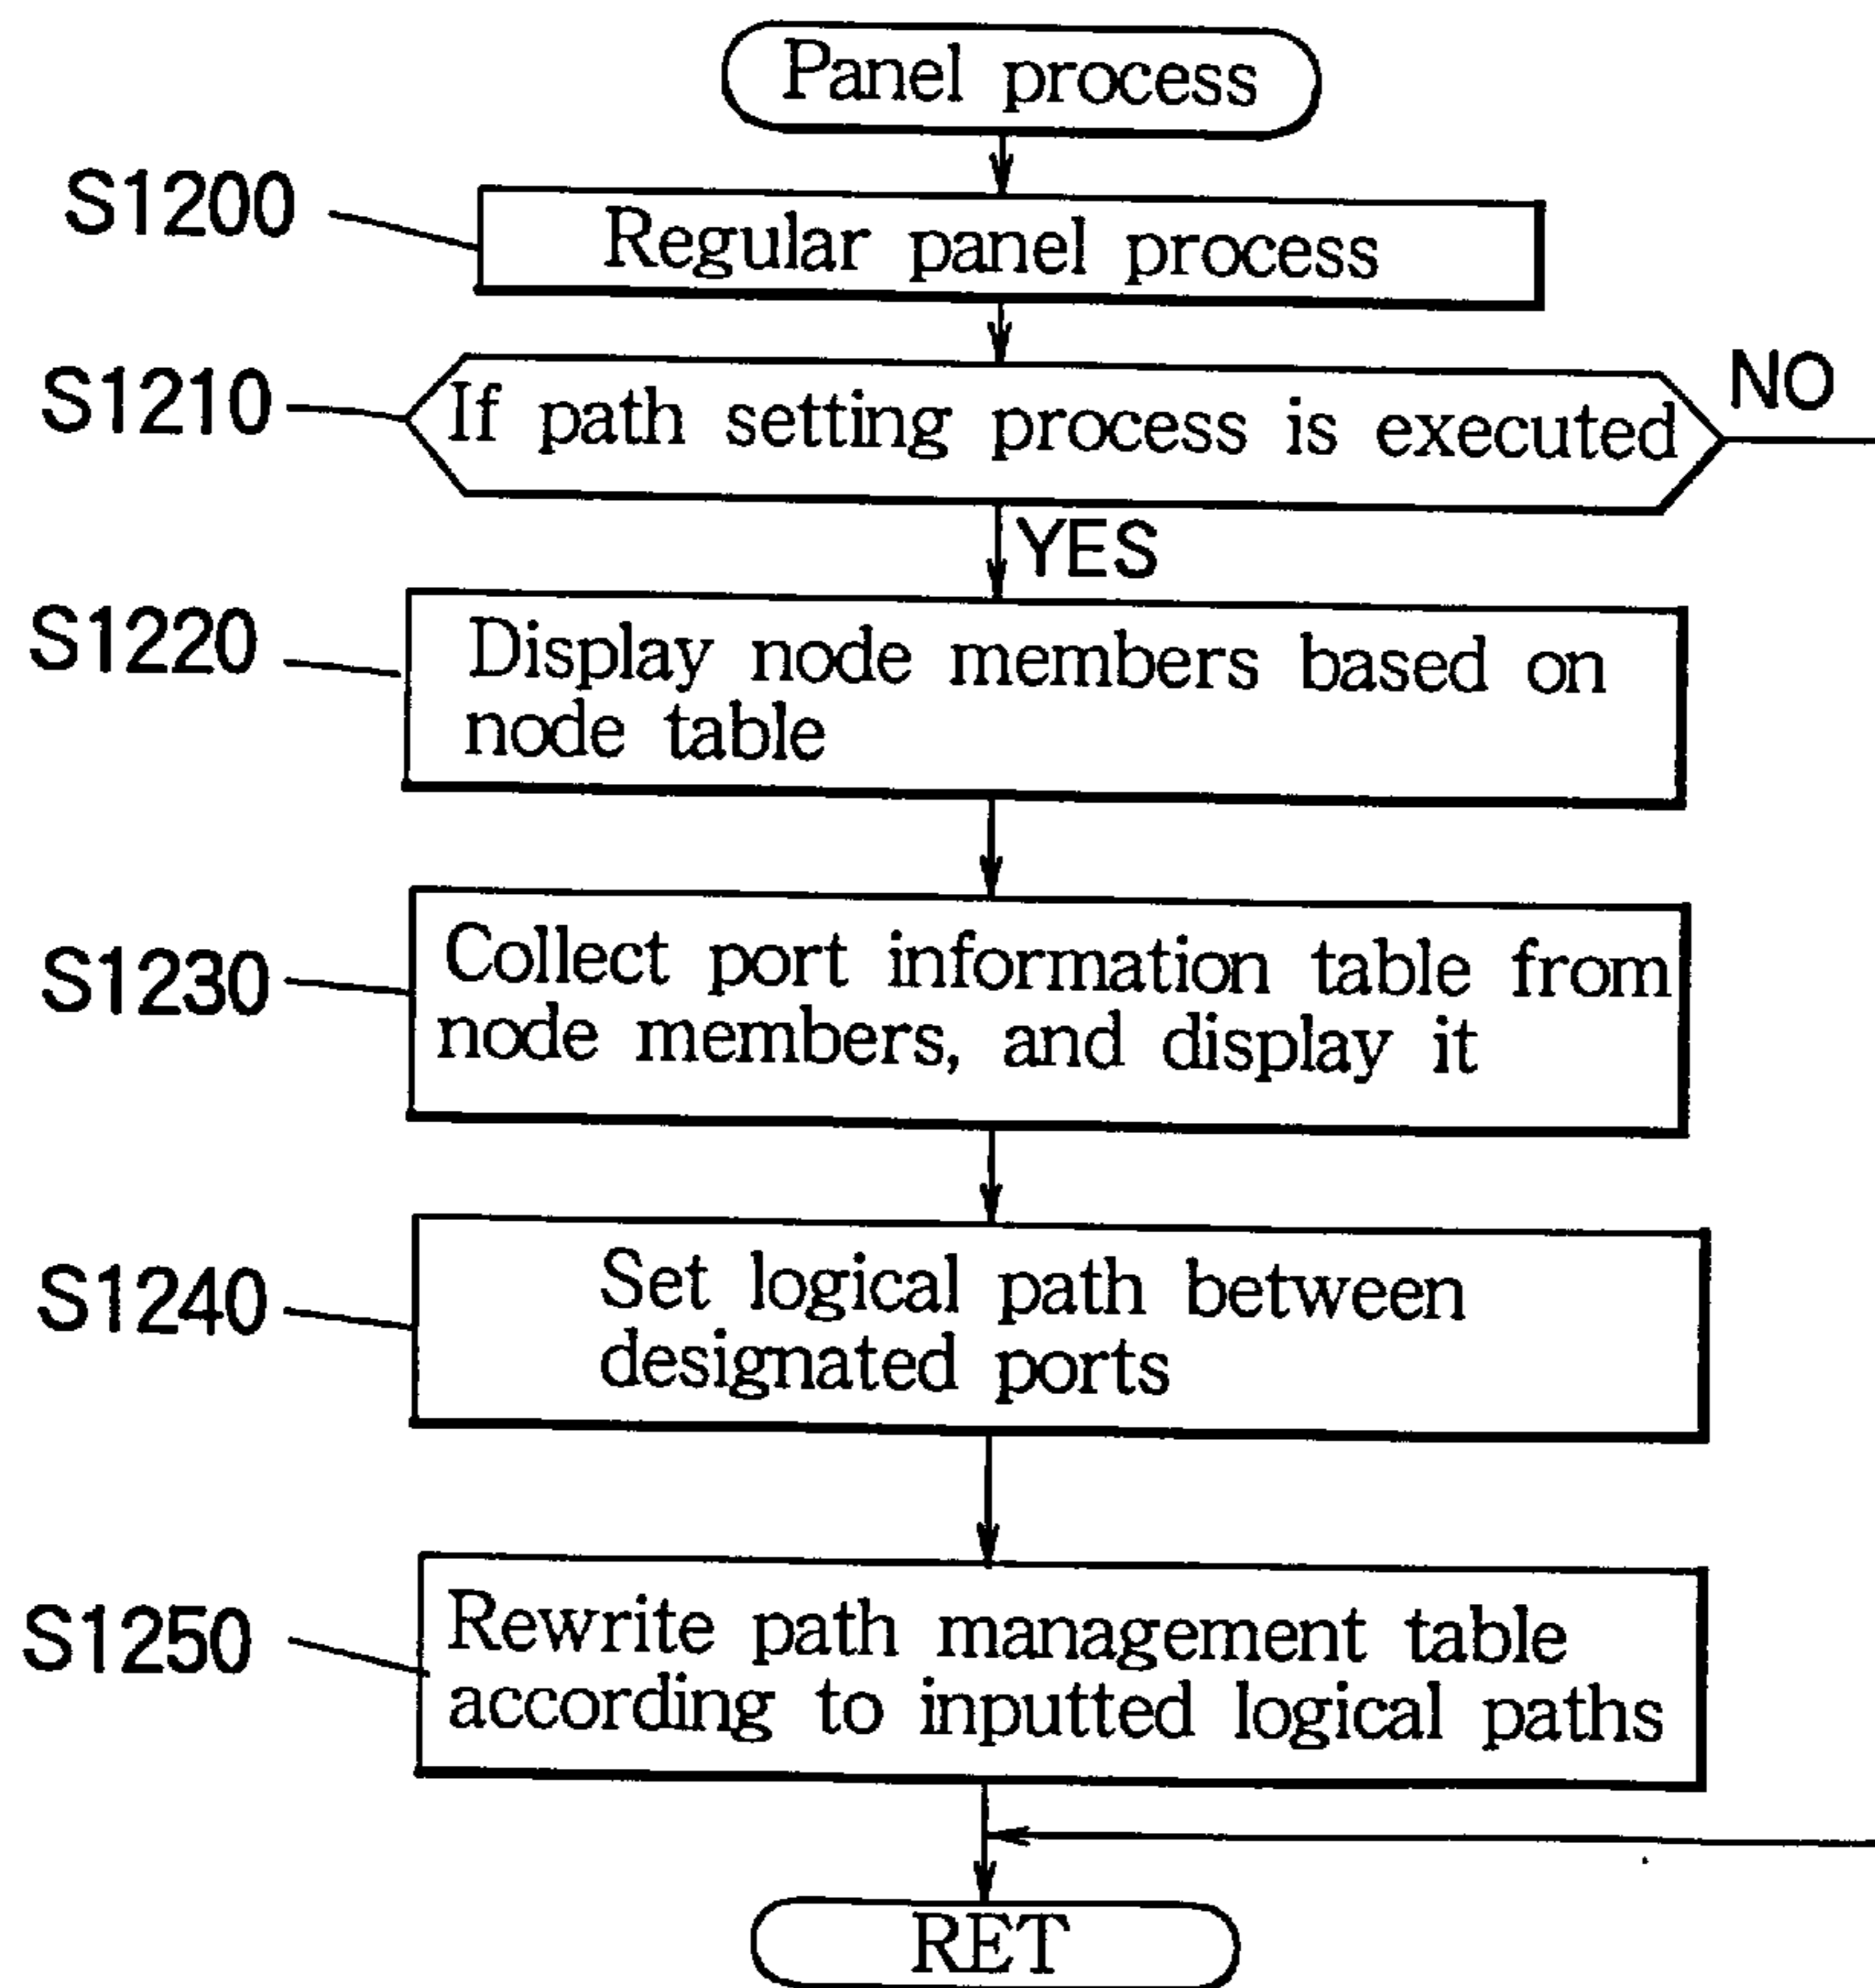 Panel process
S1200
Regular panel process
S1210
If path setting process is executed
NO
YES
S1220
Display node members based on
node table
S1230
Collect port information table from
node members, and display it
S1240
Set logical path between
designated ports
S1250
Rewrite path management table
according to inputted logical paths
RET